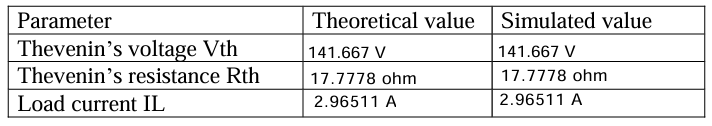 Parameter Theoretical value Simulated value
Thevenin's voltage Vth 141.667 V 141.667 V
Thevenin's resistance Rth 17.7778 ohm 17.7778 ohm
Load current IL 2.96511 A 2.96511 A